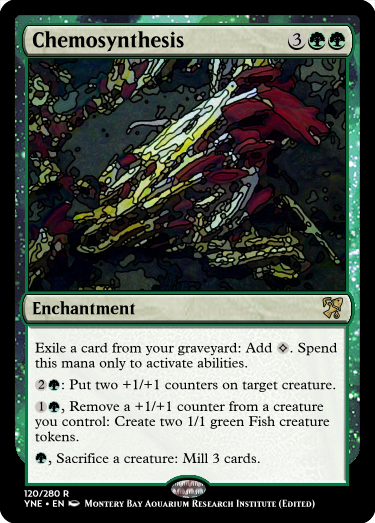 Chemosynthesis 3
Enchantment
Exile a card from your graveyard: Add. Spend
this mana only to activate abilities.
2: Put two +1/+1 counters on target creature.
1, Remove a +1/+1 counter from a creature
you control: Create two 1/1 green Fish creature
tokens.
, Sacrifice a creature: Mill 3 cards.
120/280 R
YNE • EN Montery Bay Aquarium Research Institute (Edited)